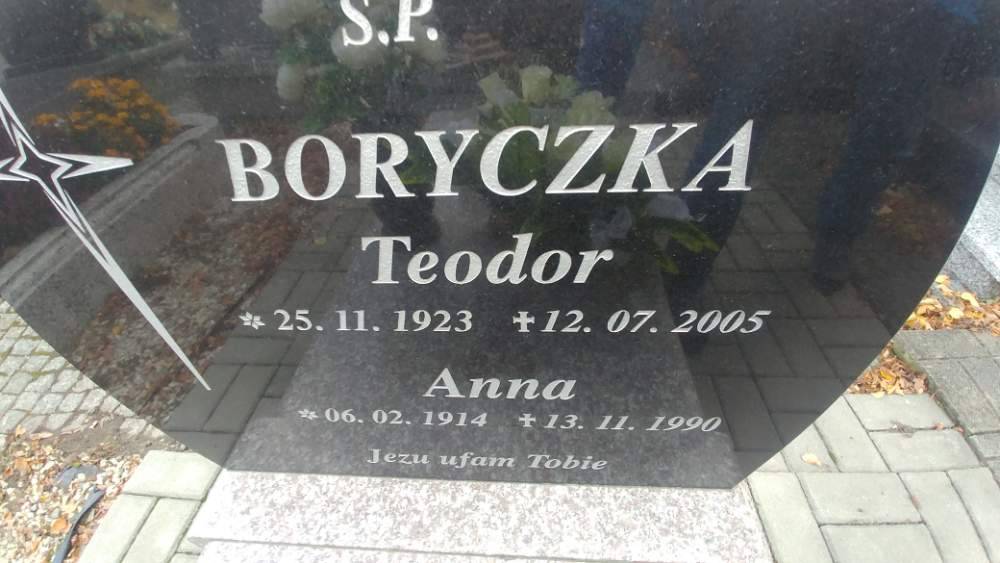 S.P.
BORYCZKA
Teodor
* 25. 11. 1923 ✝ 12. 07. 2005
Anna
* 06. 02. 1914 ✝ 13. 11. 1990
Jezu ufam Tobie